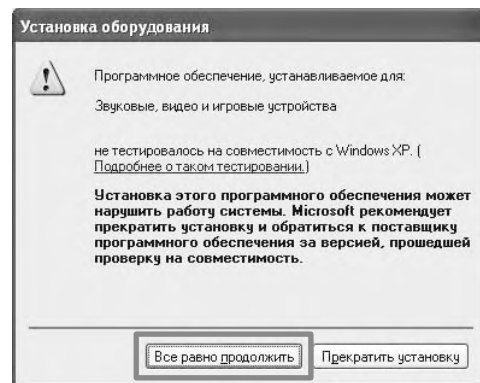 Установка оборудования
Программное обеспечение, устанавливаемое для:
Звуковые, видео и игровые устройства
не тестировалось на совместимость с Windows XP. (
Подробнее о таком тестировании.)
Установка этого программного обеспечения может
нарушить работу системы. Microsoft рекомендует
прекратить установку и обратиться к поставщику
программного обеспечения за версией, прошедшей
проверку на совместимость.
Все равно продолжить
Прекратить установку